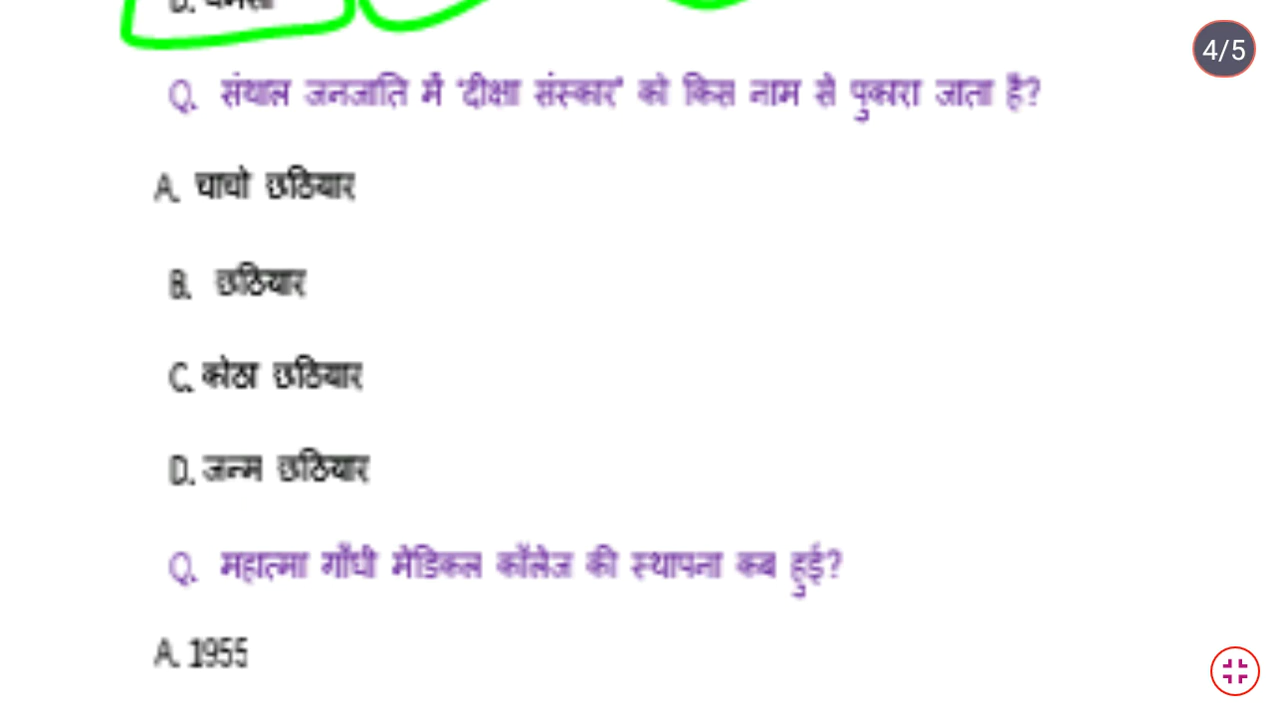 4/5
Q. संथाल जनजाति में 'दीक्षा संस्कार' को किस नाम से पुकारा जाता है?
A. चाचो छठियार
B. छठियार
C. कोठा छठियार
D. जन्म छठियार
Q. महात्मा गाँधी मेडिकल कॉलेज की स्थापना कब हुई?
A. 1955